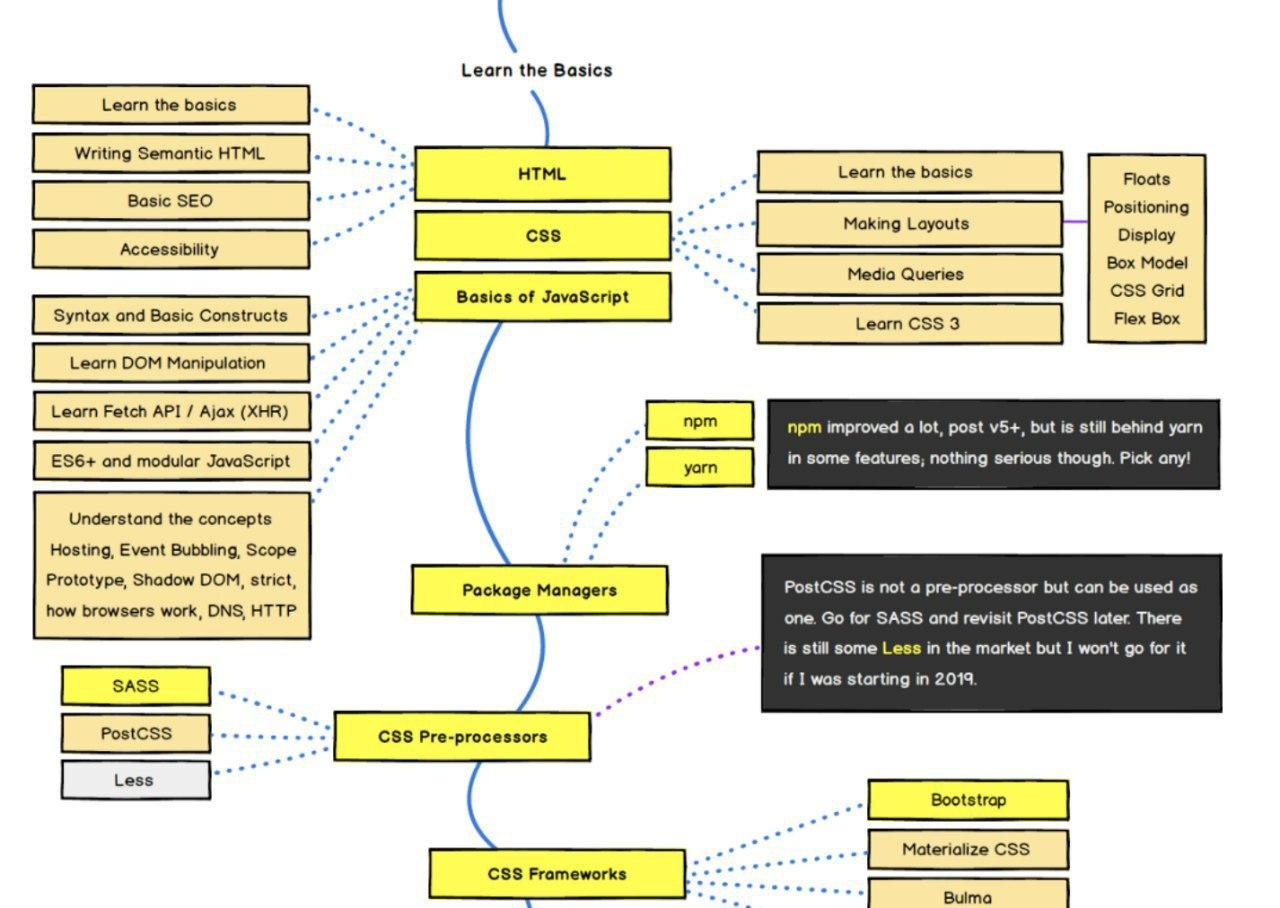 Learn the Basics
Learn the basics
Writing Semantic HTML
Basic SEO
Accessibility
HTML
CSS
Basics of JavaScript
Learn the basics
Making Layouts
Media Queries
Learn CSS 3
Floats
Positioning
Display
Box Model
CSS Grid
Flex Box
Syntax and Basic Constructs
Learn DOM Manipulation
Learn Fetch API / Ajax (XHR)
ES6+ and modular JavaScript
Understand the concepts
Hosting, Event Bubbling, Scope
Prototype, Shadow DOM, strict,
how browsers work, DNS, HTTP
npm
yarn
npm improved a lot, post v5+, but is still behind yarn
in some features; nothing serious though. Pick any!
Package Managers
PostCSS is not a pre-processor but can be used as
one. Go for SASS and revisit PostCSS later. There
is still some Less in the market but I won't go for it
if I was starting in 2019.
SASS
PostCSS
Less
CSS Pre-processors
CSS Frameworks
Bootstrap
Materialize CSS
Bulma